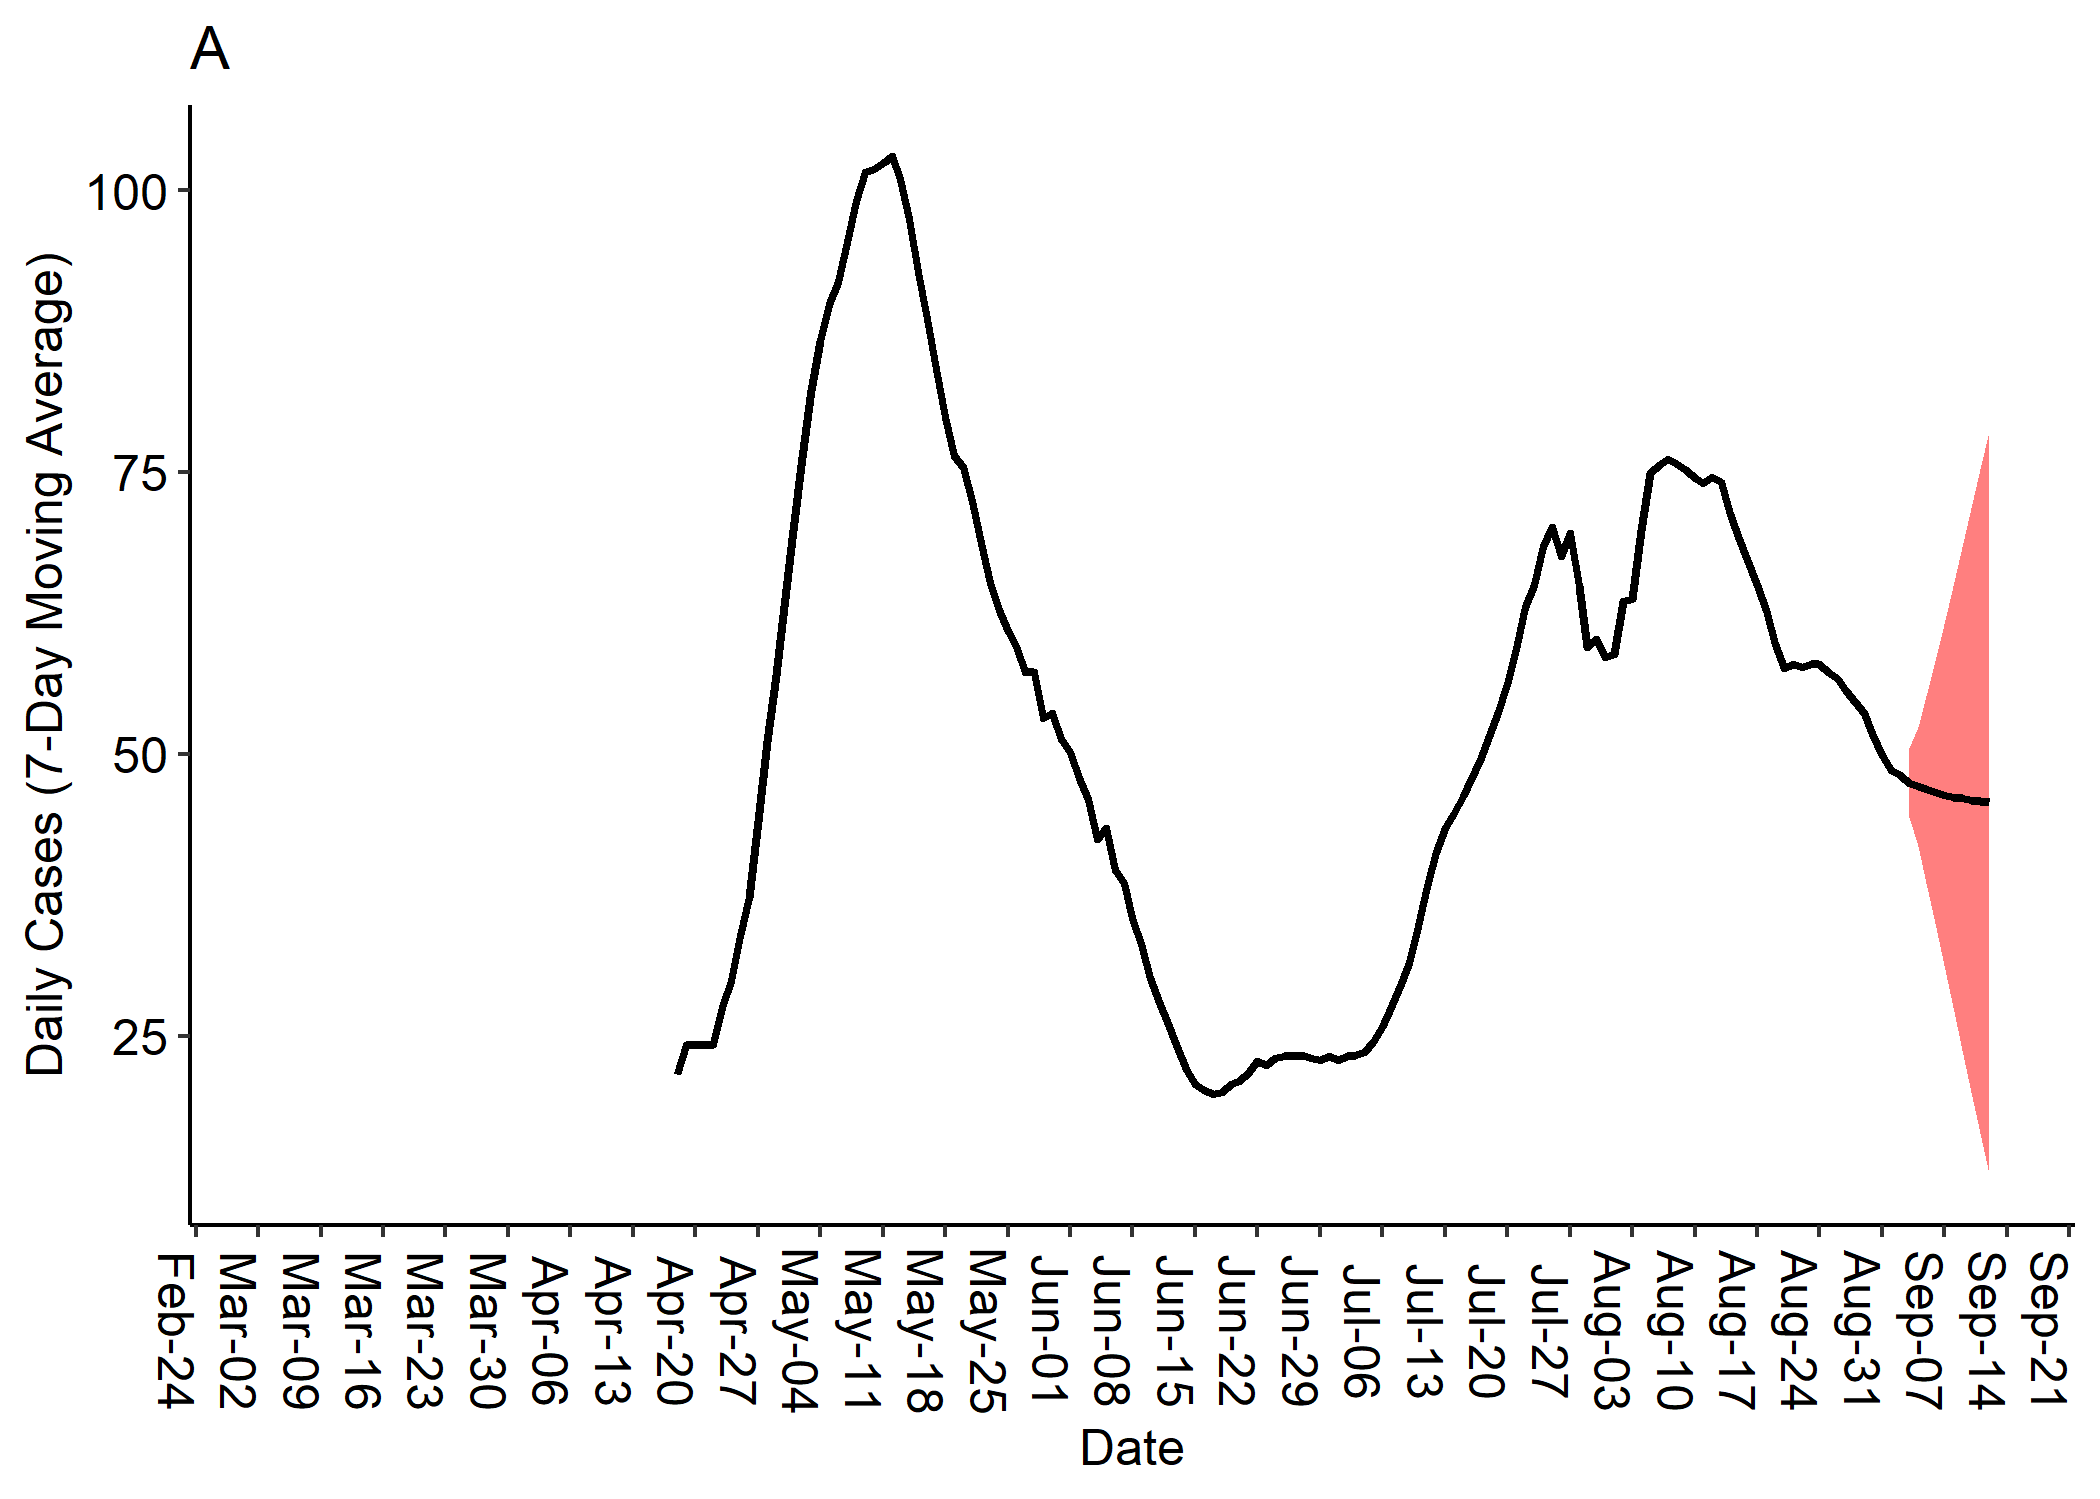 A
Daily Cases (7-Day Moving Average)
100
75
50
25
Feb-24
Mar-02
Mar-09
Mar-16
Mar-23
Mar-30
Apr-06
Apr-13
Apr-20
Apr-27
May-04
May-11
May-18
May-25
Jun-01
Jun-08
Jun-15
Jun-22
Jun-29
Jul-06
Jul-13
Jul-20
Jul-27
Aug-03
Aug-10
Aug-17
Aug-24
Aug-31
Sep-07
Sep-14
Sep-21
Date